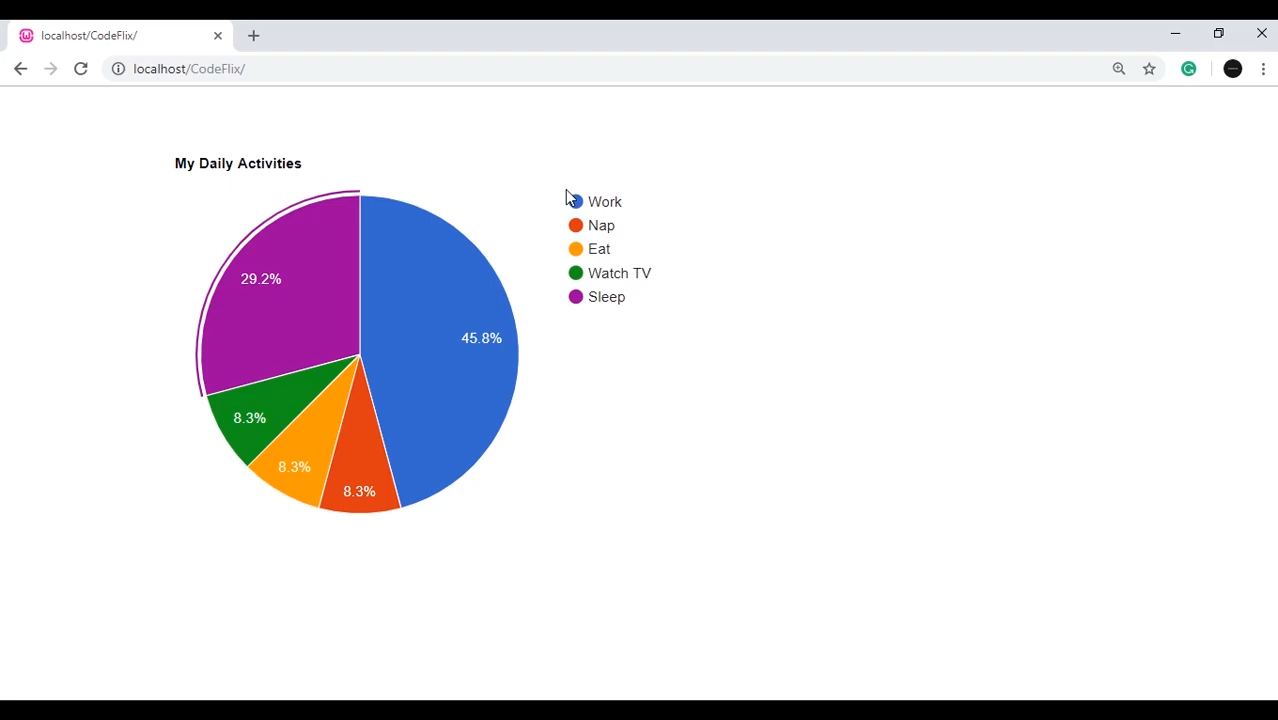 localhost/CodeFlix/
localhost/CodeFlix/
My Daily Activities
Work
Nap
Eat
Watch TV
Sleep
29.2%
45.8%
8.3%
8.3%
8.3%